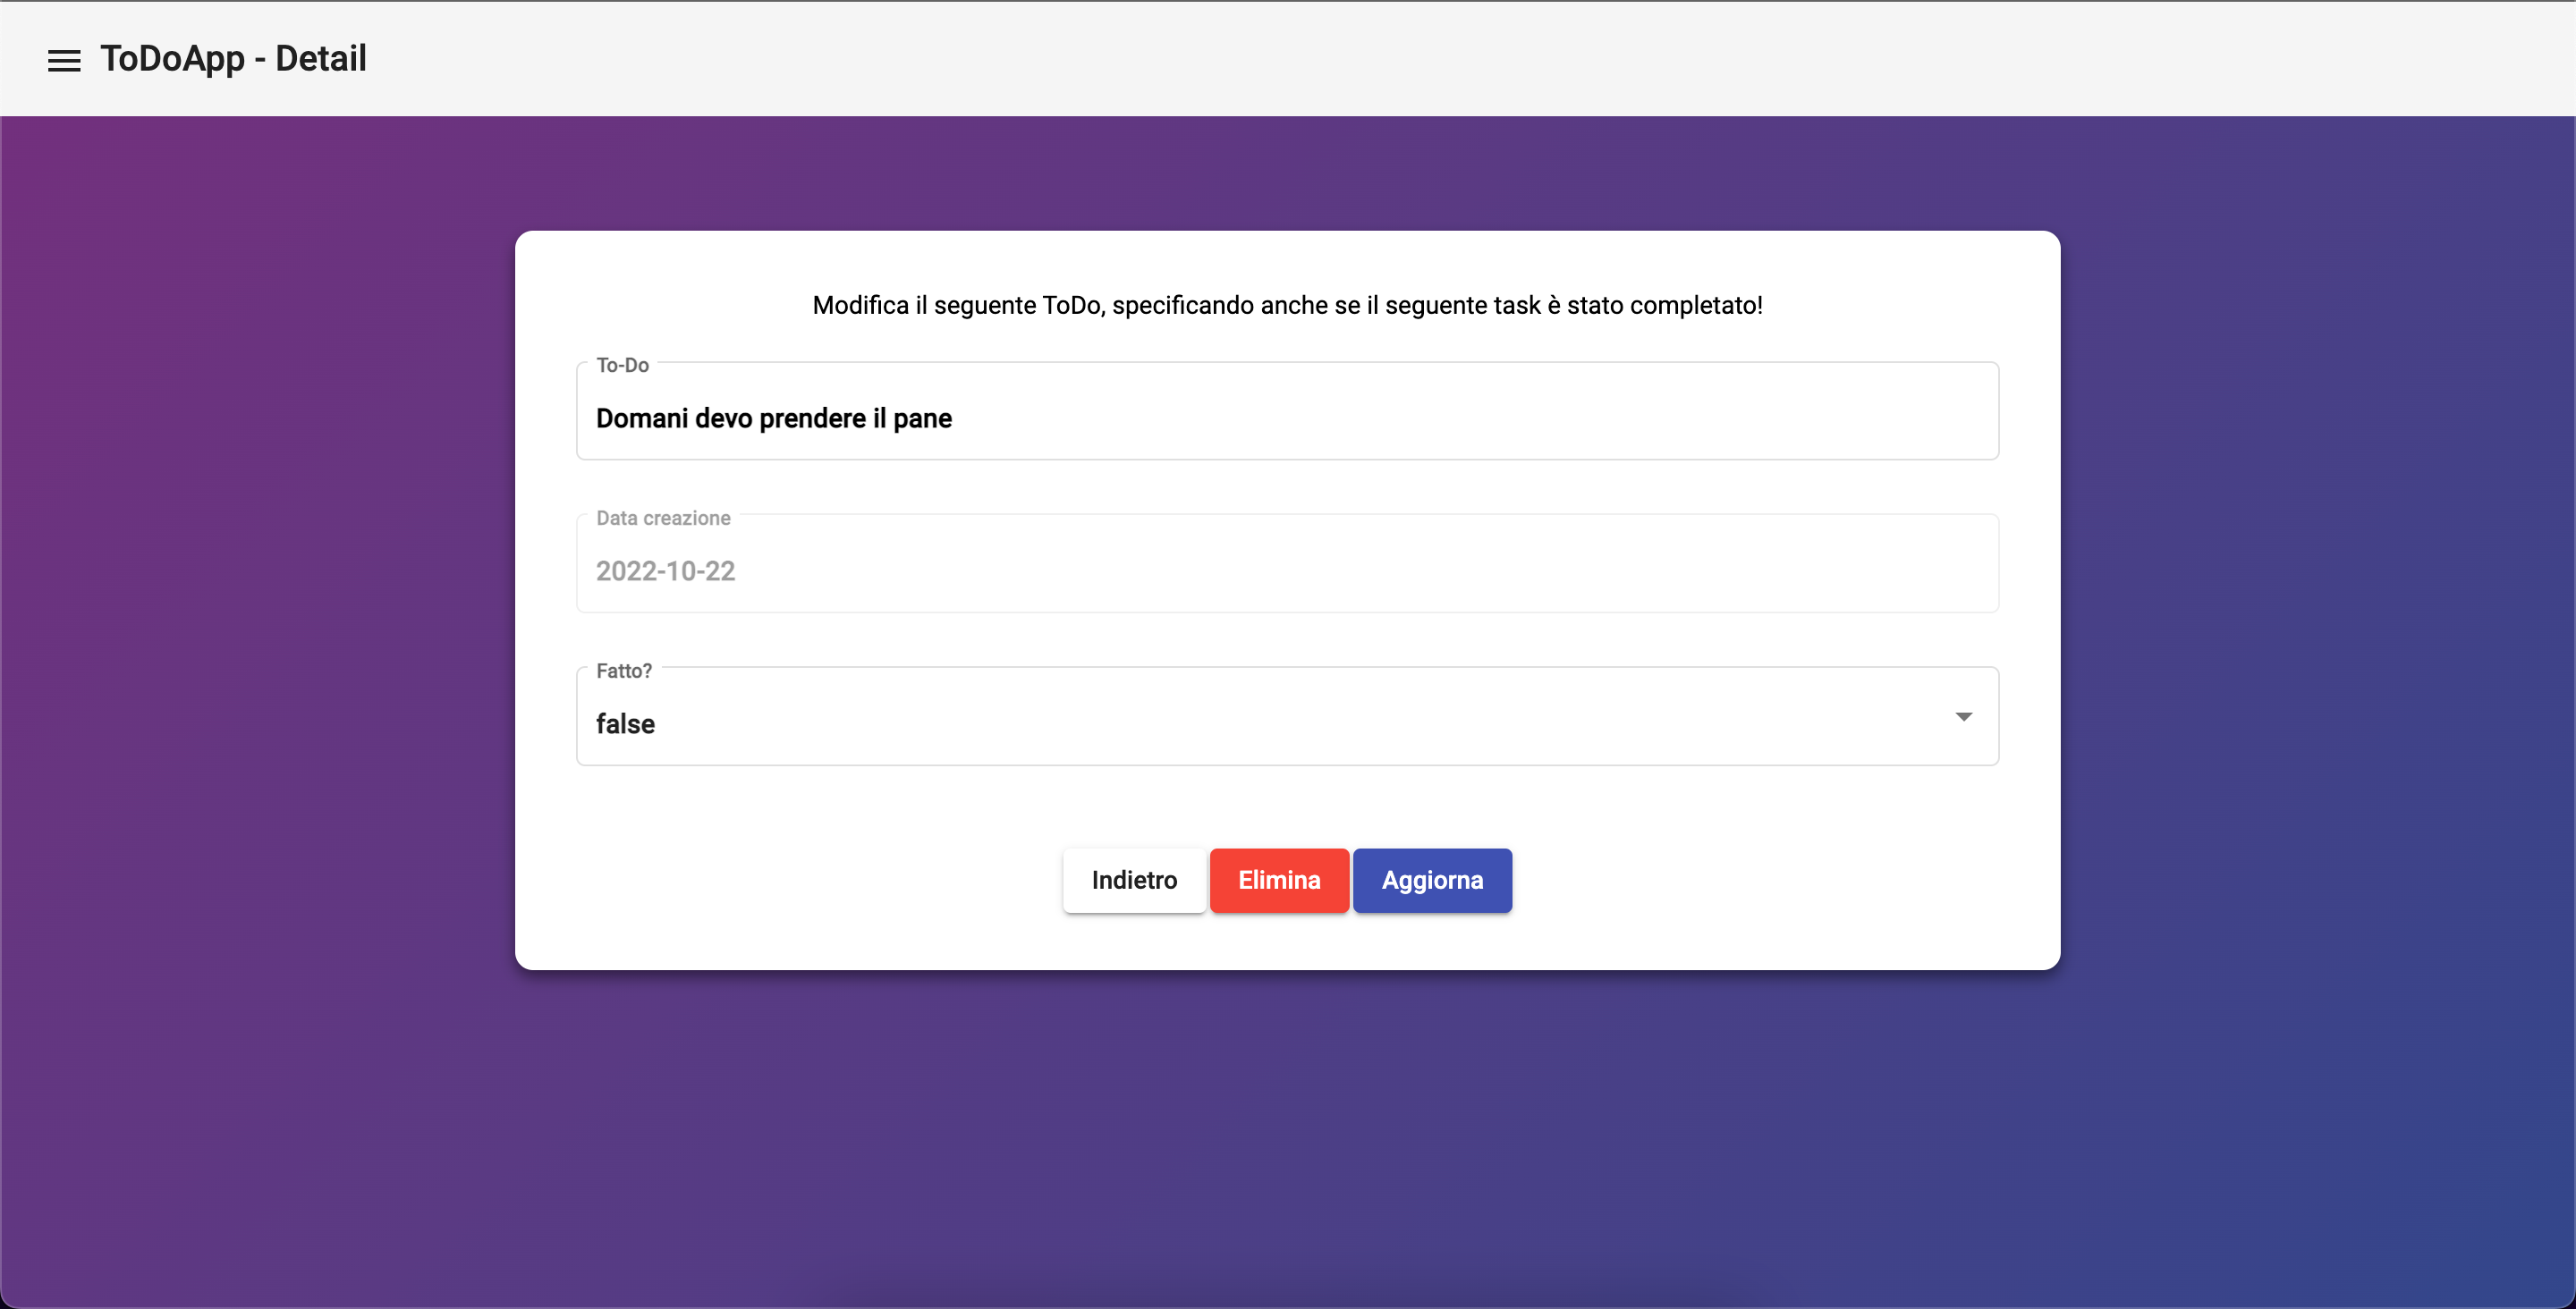 ToDoApp - Detail
Modifica il seguente ToDo, specificando anche se il seguente task è stato completato!
To-Do
Domani devo prendere il pane
Data creazione
2022-10-22
Fatto?
false
Indietro Elimina Aggiorna